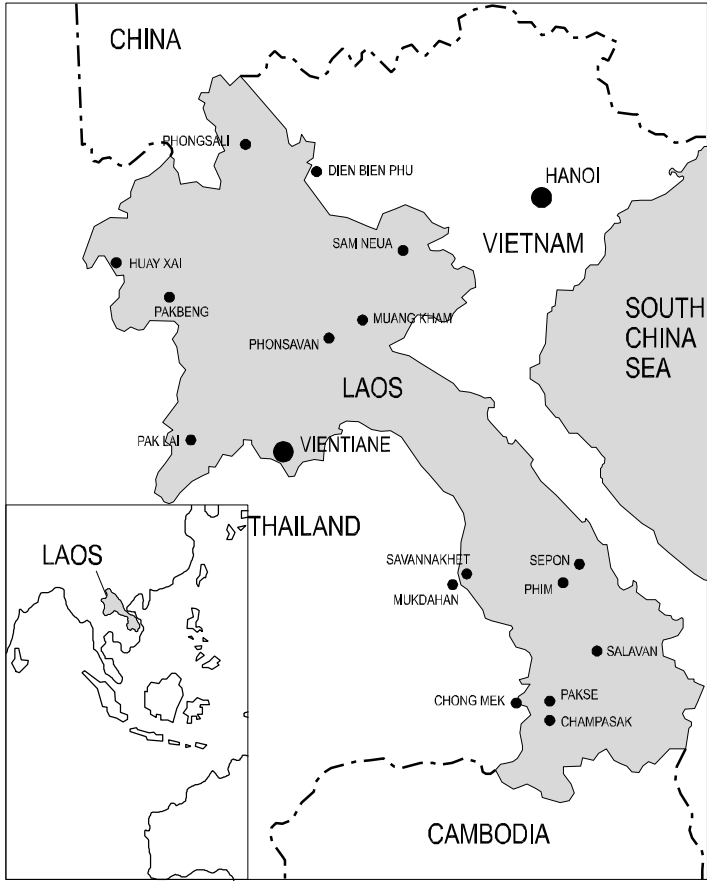 CHINA
PHONGSALI
DIEN BIEN PHU
HANOI
SAM NEUA
VIETNAM
HUAY XAI
PAKBENG
MUANG KHAM
PHONSAVAN
SOUTH
CHINA
SEA
LAOS
PAK LAI
VIENTIANE
THAILAND
LAOS
SAVANNAKHET
SEPON
MUKDAHAN
PHIM
SALAVAN
CHONG MEK
PAKSE
CHAMPASAK
CAMBODIA